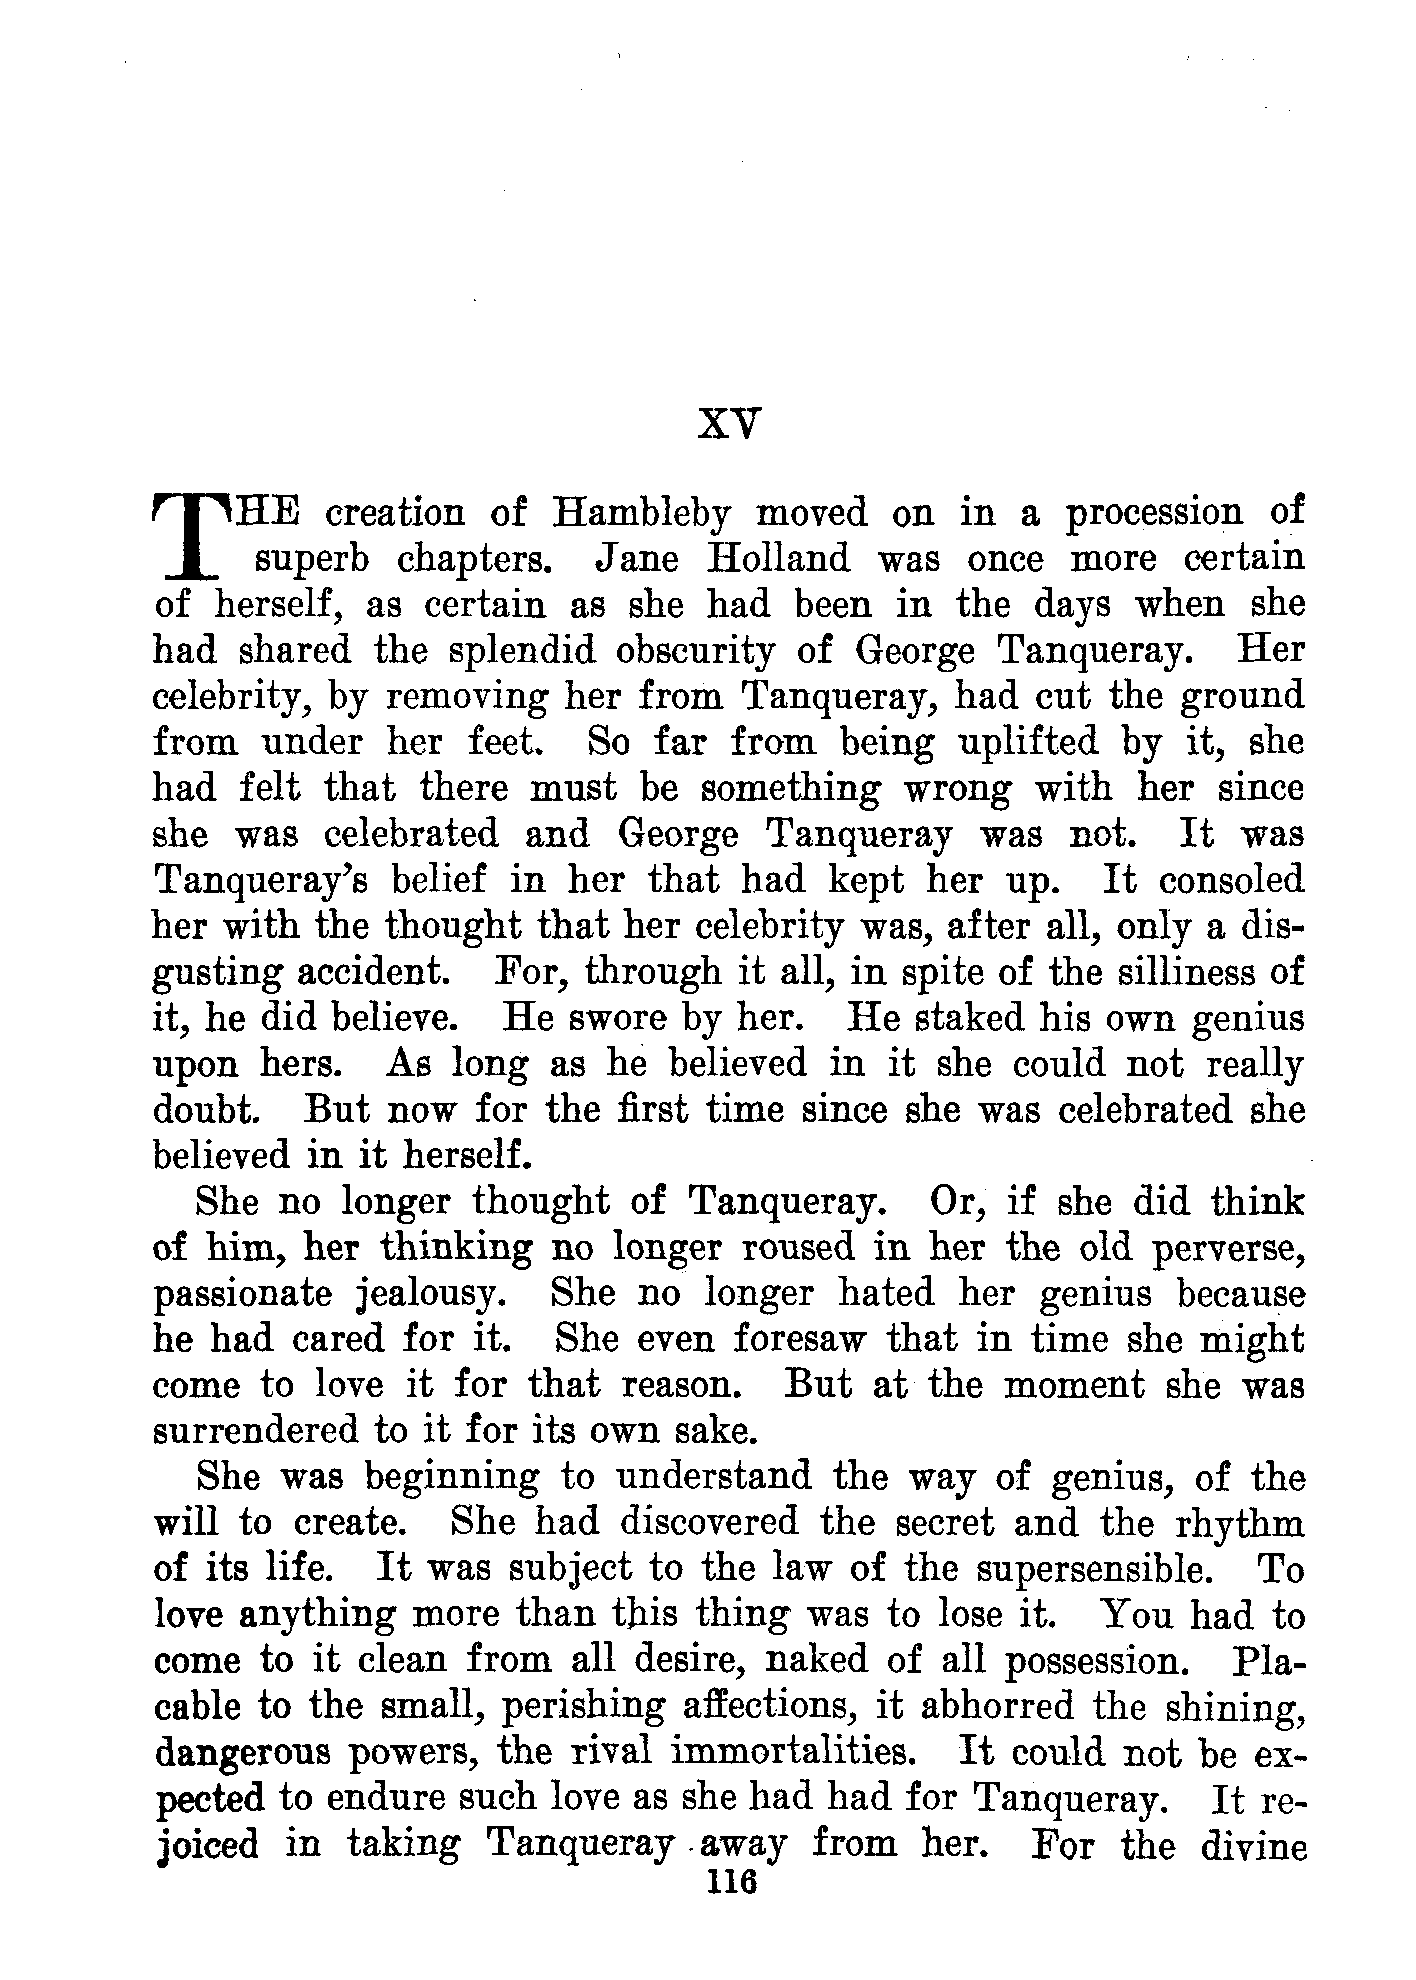 XV
THE creation of Hambleby moved on in a procession of
superb chapters. Jane Holland was once more certain
of herself, as certain as she had been in the days when she
had shared the splendid obscurity of George Tanqueray. Her
celebrity, by removing her from Tanqueray, had cut the ground
from under her feet. So far from being uplifted by it, she
had felt that there must be something wrong with her since
she was celebrated and George Tanqueray was not. It was
Tanqueray's belief in her that had kept her up. It consoled
her with the thought that her celebrity was, after all, only a dis-
gusting accident. For, through it all, in spite of the silliness of
it, he did believe. He swore by her. He staked his own genius
upon hers. As long as he believed in it she could not really
doubt. But now for the first time since she was celebrated she
believed in it herself.
She no longer thought of Tanqueray. Or, if she did think
of him, her thinking no longer roused in her the old perverse,
passionate jealousy. She no longer hated her genius because
he had cared for it. She even foresaw that in time she might
come to love it for that reason. But at the moment she was
surrendered to it for its own sake.
She was beginning to understand the way of genius, of the
will to create. She had discovered the secret and the rhythm
of its life. It was subject to the law of the supersensible. To
love anything more than this thing was to lose it. You had to
come to it clean from all desire, naked of all possession. Pla-
cable to the small, perishing affections, it abhorred the shining,
dangerous powers, the rival immortalities. It could not be ex-
pected to endure such love as she had had for Tanqueray. It re-
joiced in taking Tanqueray away from her. For the divine
116